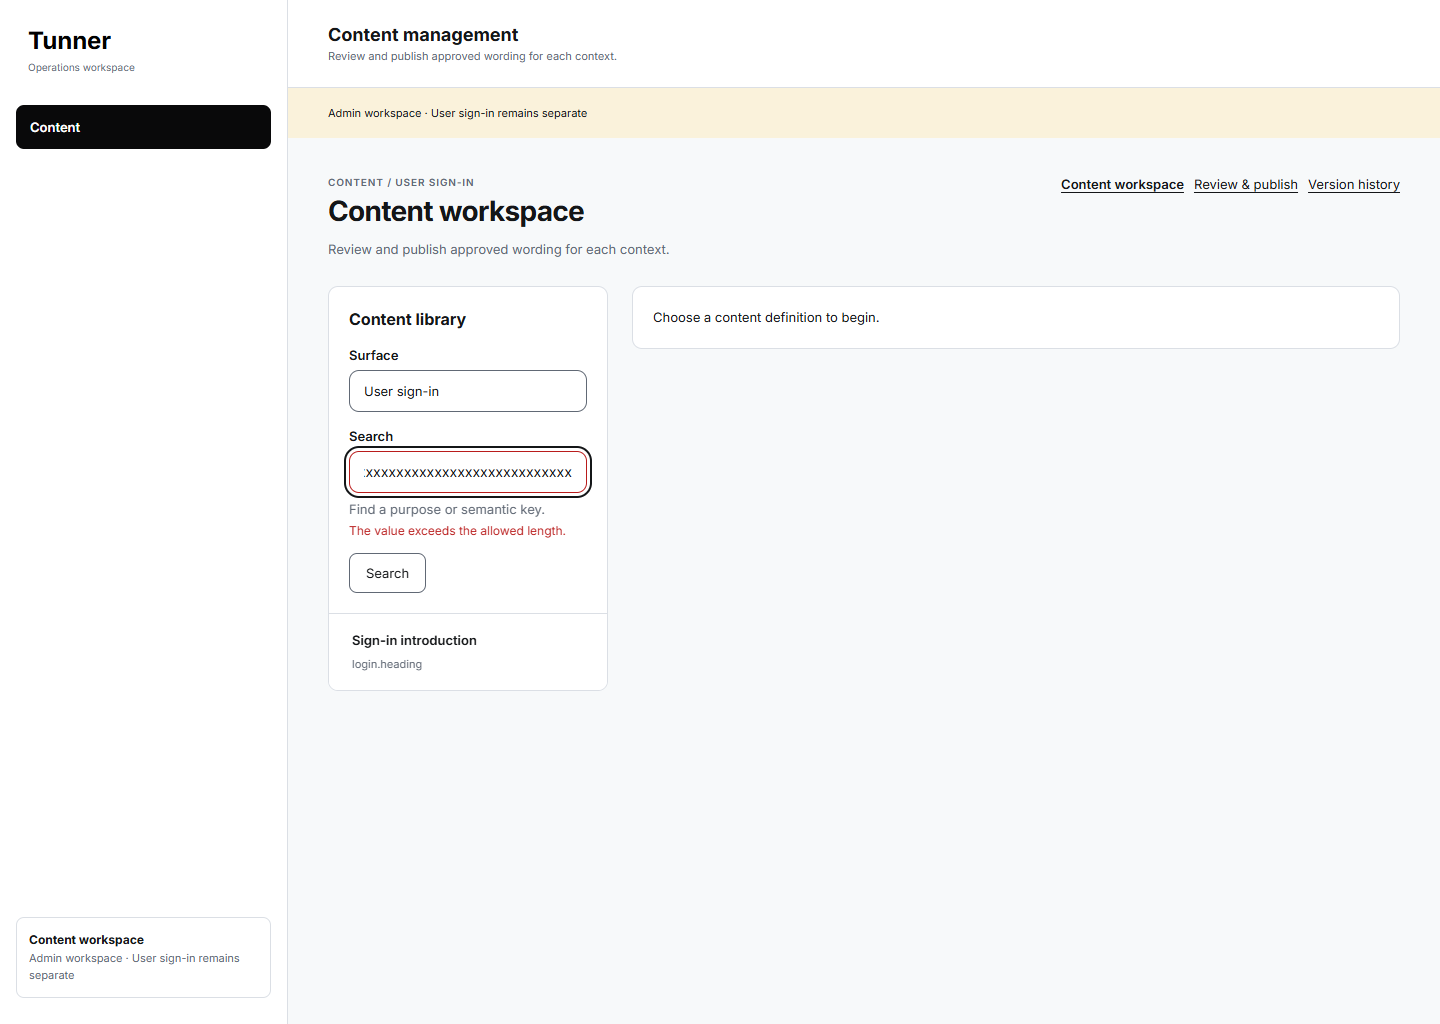 Tunner
Operations workspace
Content
Content management
Review and publish approved wording for each context.
Admin workspace · User sign-in remains separate
CONTENT / USER SIGN-IN
Content workspace
Review and publish approved wording for each context.
Content workspace
Review & publish
Version history
Content library
Surface
User sign-in
Search
xxxxxxxxxxxxxxxxxxxxxxxxxxx
Find a purpose or semantic key.
The value exceeds the allowed length.
Search
Sign-in introduction
login.heading
Choose a content definition to begin.
Content workspace
Admin workspace · User sign-in remains
separate